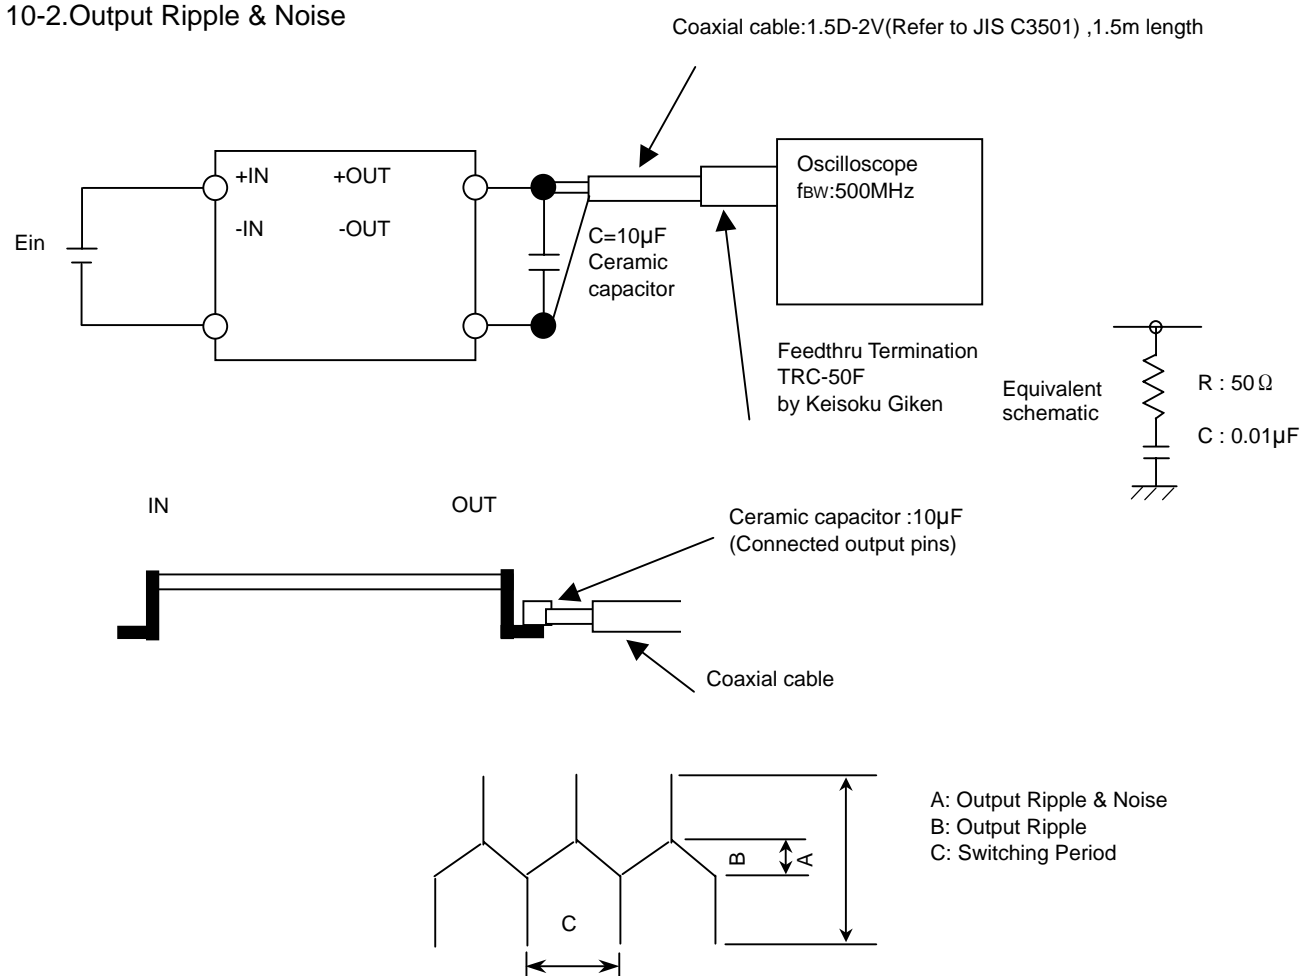 10-2.Output Ripple & Noise
Coaxial cable:1.5D-2V(Refer to JIS C3501) ,1.5m length
+IN
+OUT
-IN
-OUT
Ein
Oscilloscope
fBW:500MHz
C=10µF
Ceramic
capacitor
Feedthru Termination
TRC-50F
by Keisoku Giken
Equivalent
schematic
R : 50Ω
C : 0.01µF
IN
OUT
Ceramic capacitor :10µF
(Connected output pins)
Coaxial cable
B
A
C
A: Output Ripple & Noise
B: Output Ripple
C: Switching Period